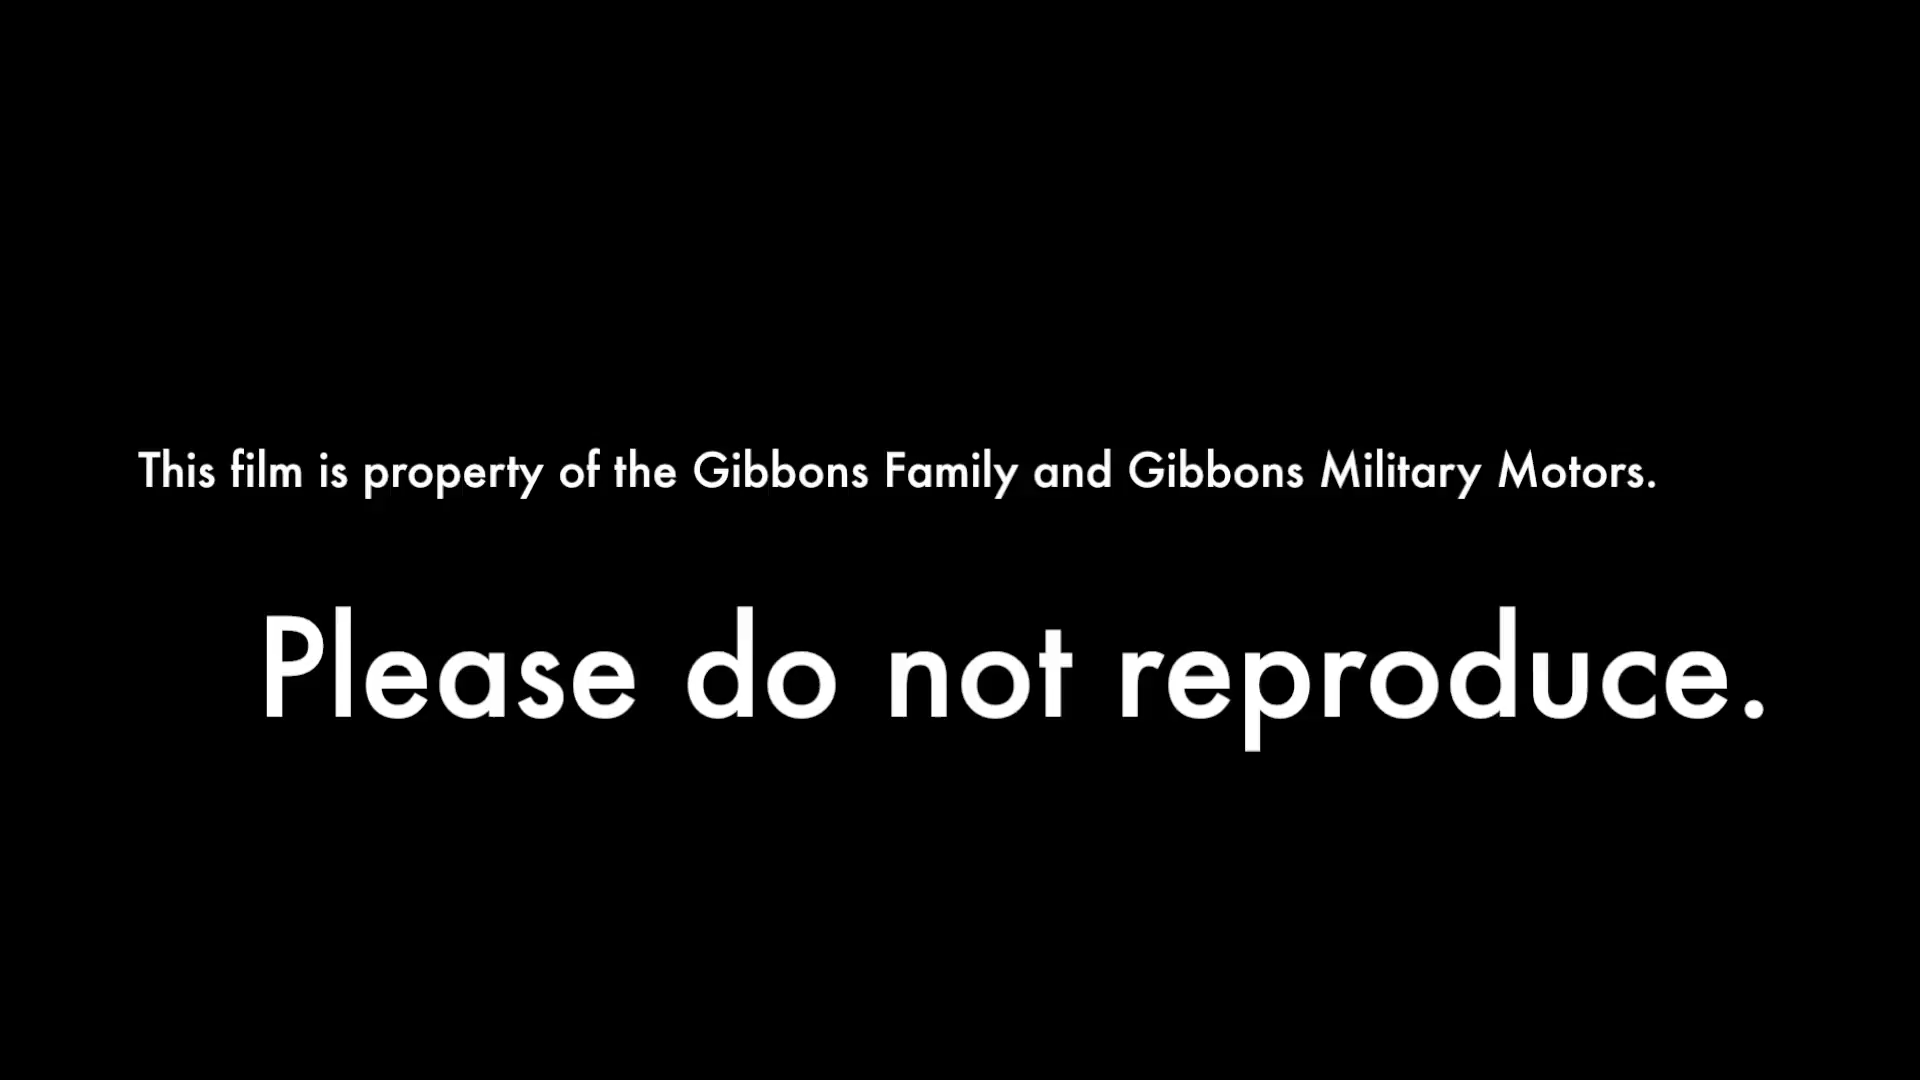 This film is property of the Gibbons Family and Gibbons Military Motors.
Please do not reproduce.